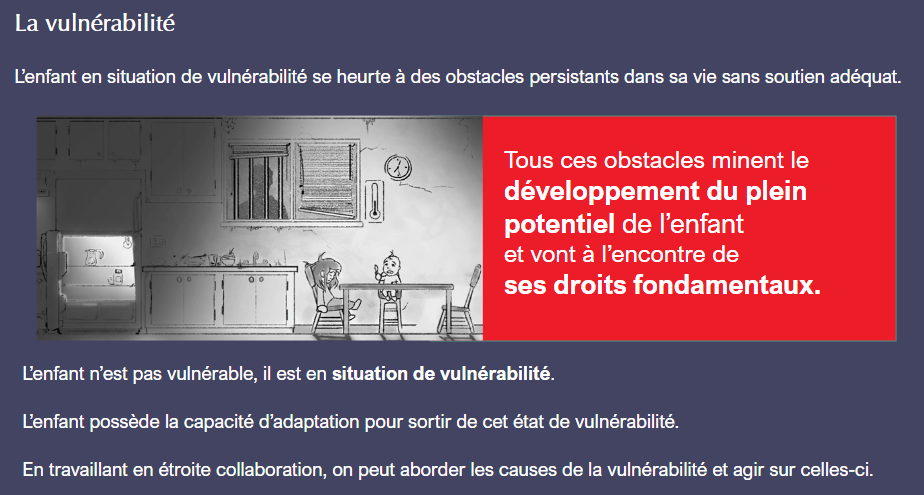 La vulnérabilité
L'enfant en situation de vulnérabilité se heurte à des obstacles persistants dans sa vie sans soutien adéquat.
Tous ces obstacles minent le
développement du plein
potentiel de l'enfant
et vont à l'encontre de
ses droits fondamentaux.
L'enfant n'est pas vulnérable, il est en situation de vulnérabilité.
L'enfant possède la capacité d'adaptation pour sortir de cet état de vulnérabilité.
En travaillant en étroite collaboration, on peut aborder les causes de la vulnérabilité et agir sur celles-ci.